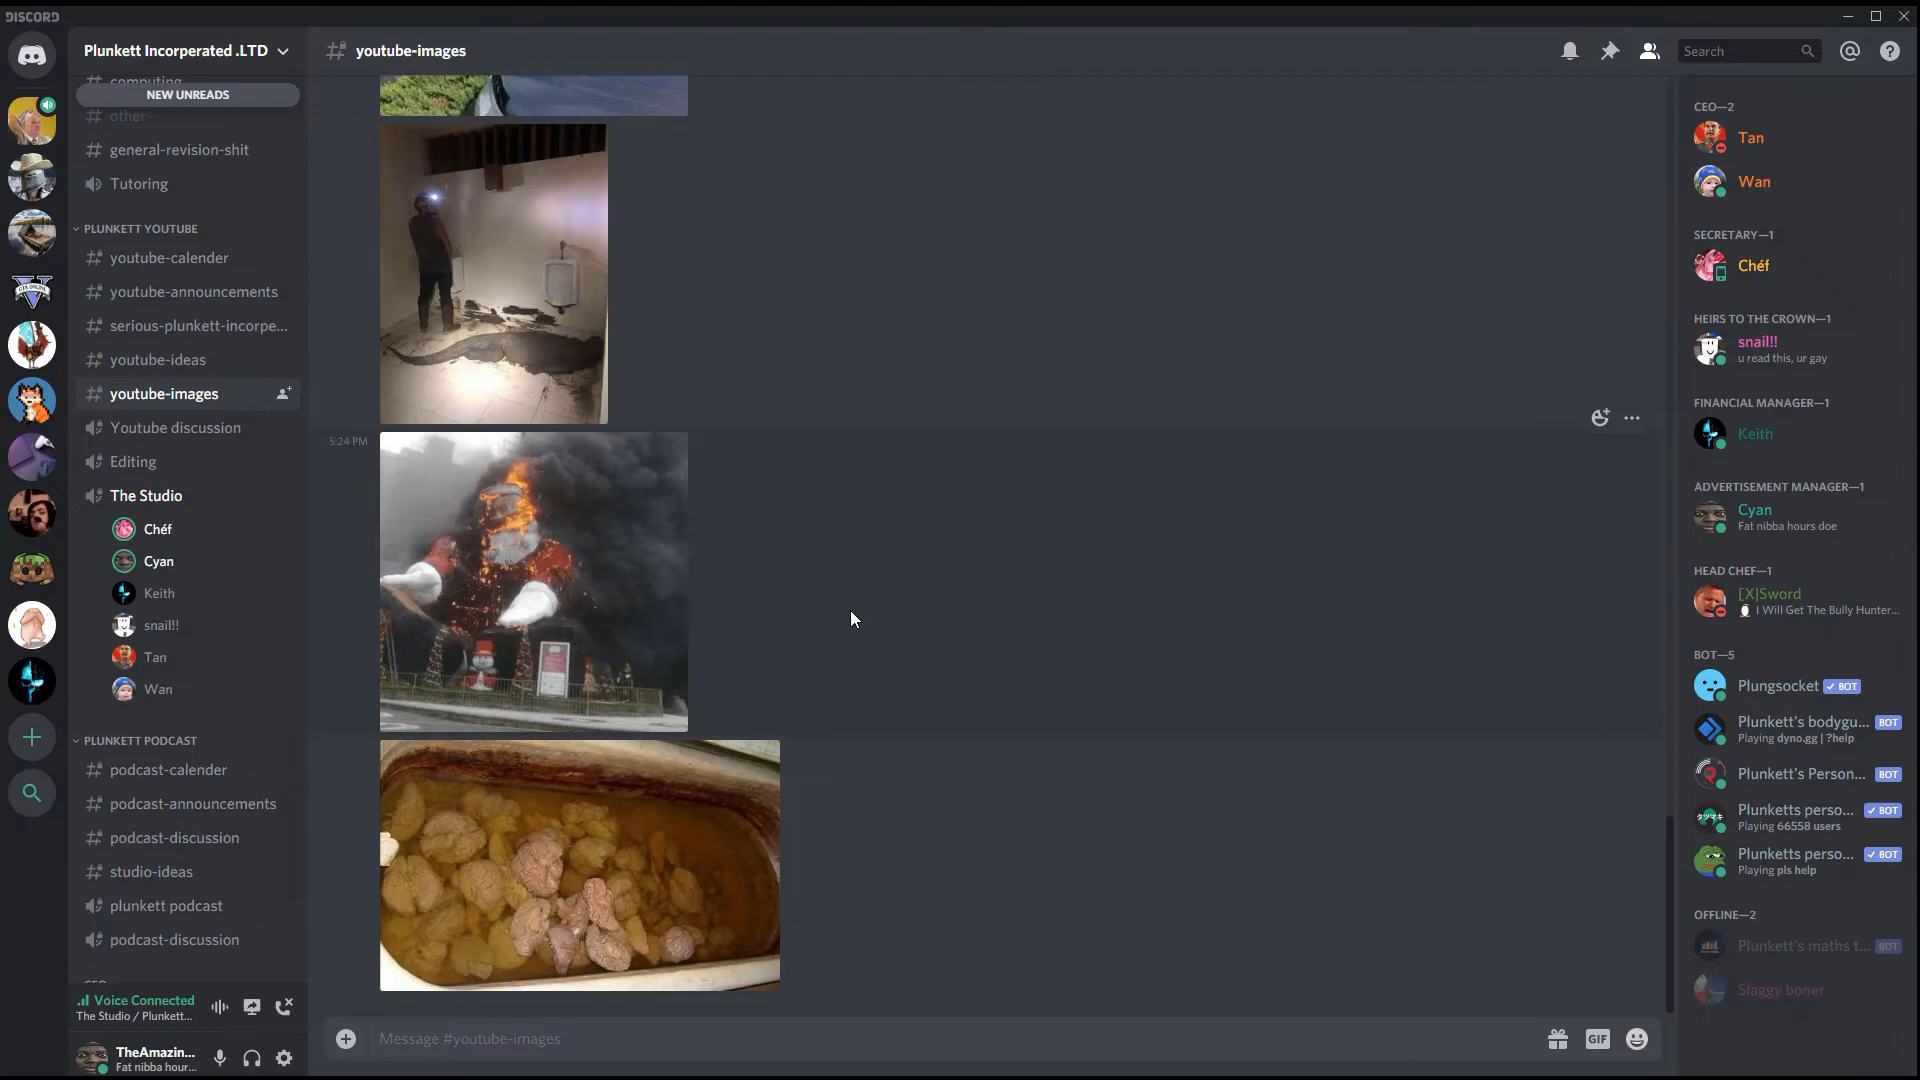 DISCORD
Plunkett Incorperated .LTD
computing
NEW UNREADS
other
general-revision-shit
Tutoring
PLUNKETT YOUTUBE
youtube-calender
youtube-announcements
serious-plunkett-incorpe...
youtube-ideas
youtube-images
Youtube discussion
Editing
The Studio
Chéf
Cyan
Keith
snail!!
Tan
Wan
PLUNKETT PODCAST
podcast-calender
podcast-announcements
podcast-discussion
studio-ideas
plunkett podcast
podcast-discussion
CEO
Voice Connected
The Studio / Plunkett...
TheAmazin...
Fat nibba hour...
youtube-images
Search
5:24 PM
Message #youtube-images
GIF
CEO—2
Tan
Wan
SECRETARY—1
Chéf
HEIRS TO THE CROWN—1
snail!!
u read this, ur gay
FINANCIAL MANAGER—1
Keith
ADVERTISEMENT MANAGER—1
Cyan
Fat nibba hours doe
HEAD CHEF—1
[X]Sword
I Will Get The Bully Hunter...
BOT—5
Plungsocket BOT
Plunkett's bodygu... BOT
Playing dyno.gg | ?help
Plunkett's Person... BOT
Plunketts perso... BOT
Playing 66558 users
Plunketts perso... BOT
Playing pls help
OFFLINE—2
Plunkett's maths t... BOT
Slaggy boner